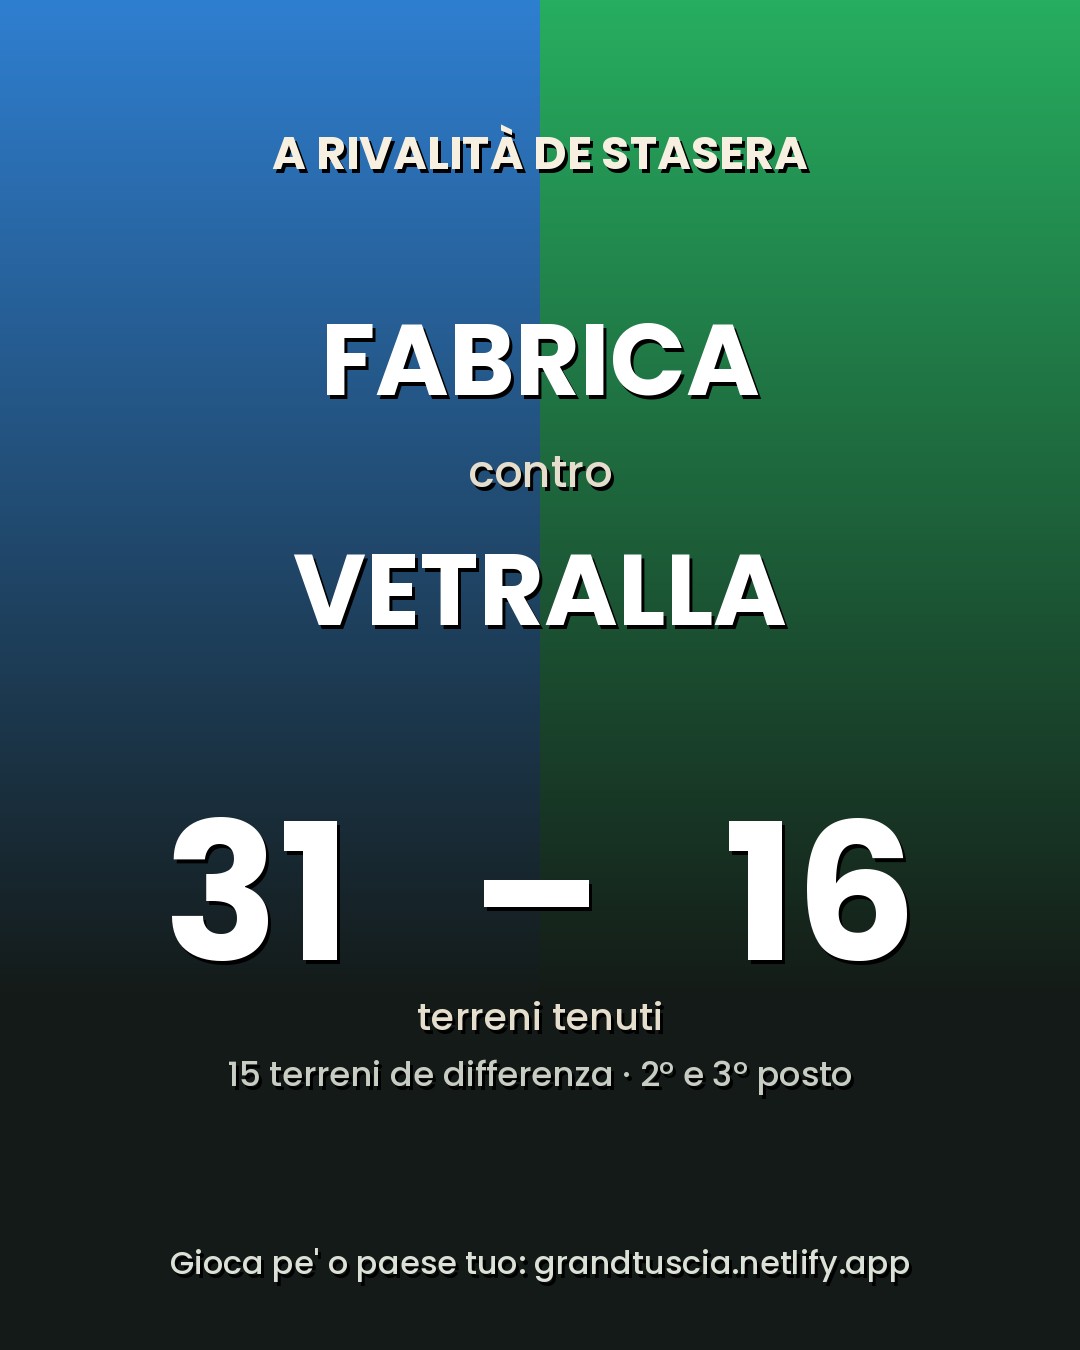 A RIVALITÀ DE STASERA
FABRICA
contro
VETRALLA
31 – 16
terreni tenuti
15 terreni de differenza · 2° e 3° posto
Gioca pe' o paese tuo: grandtuscia.netlify.app